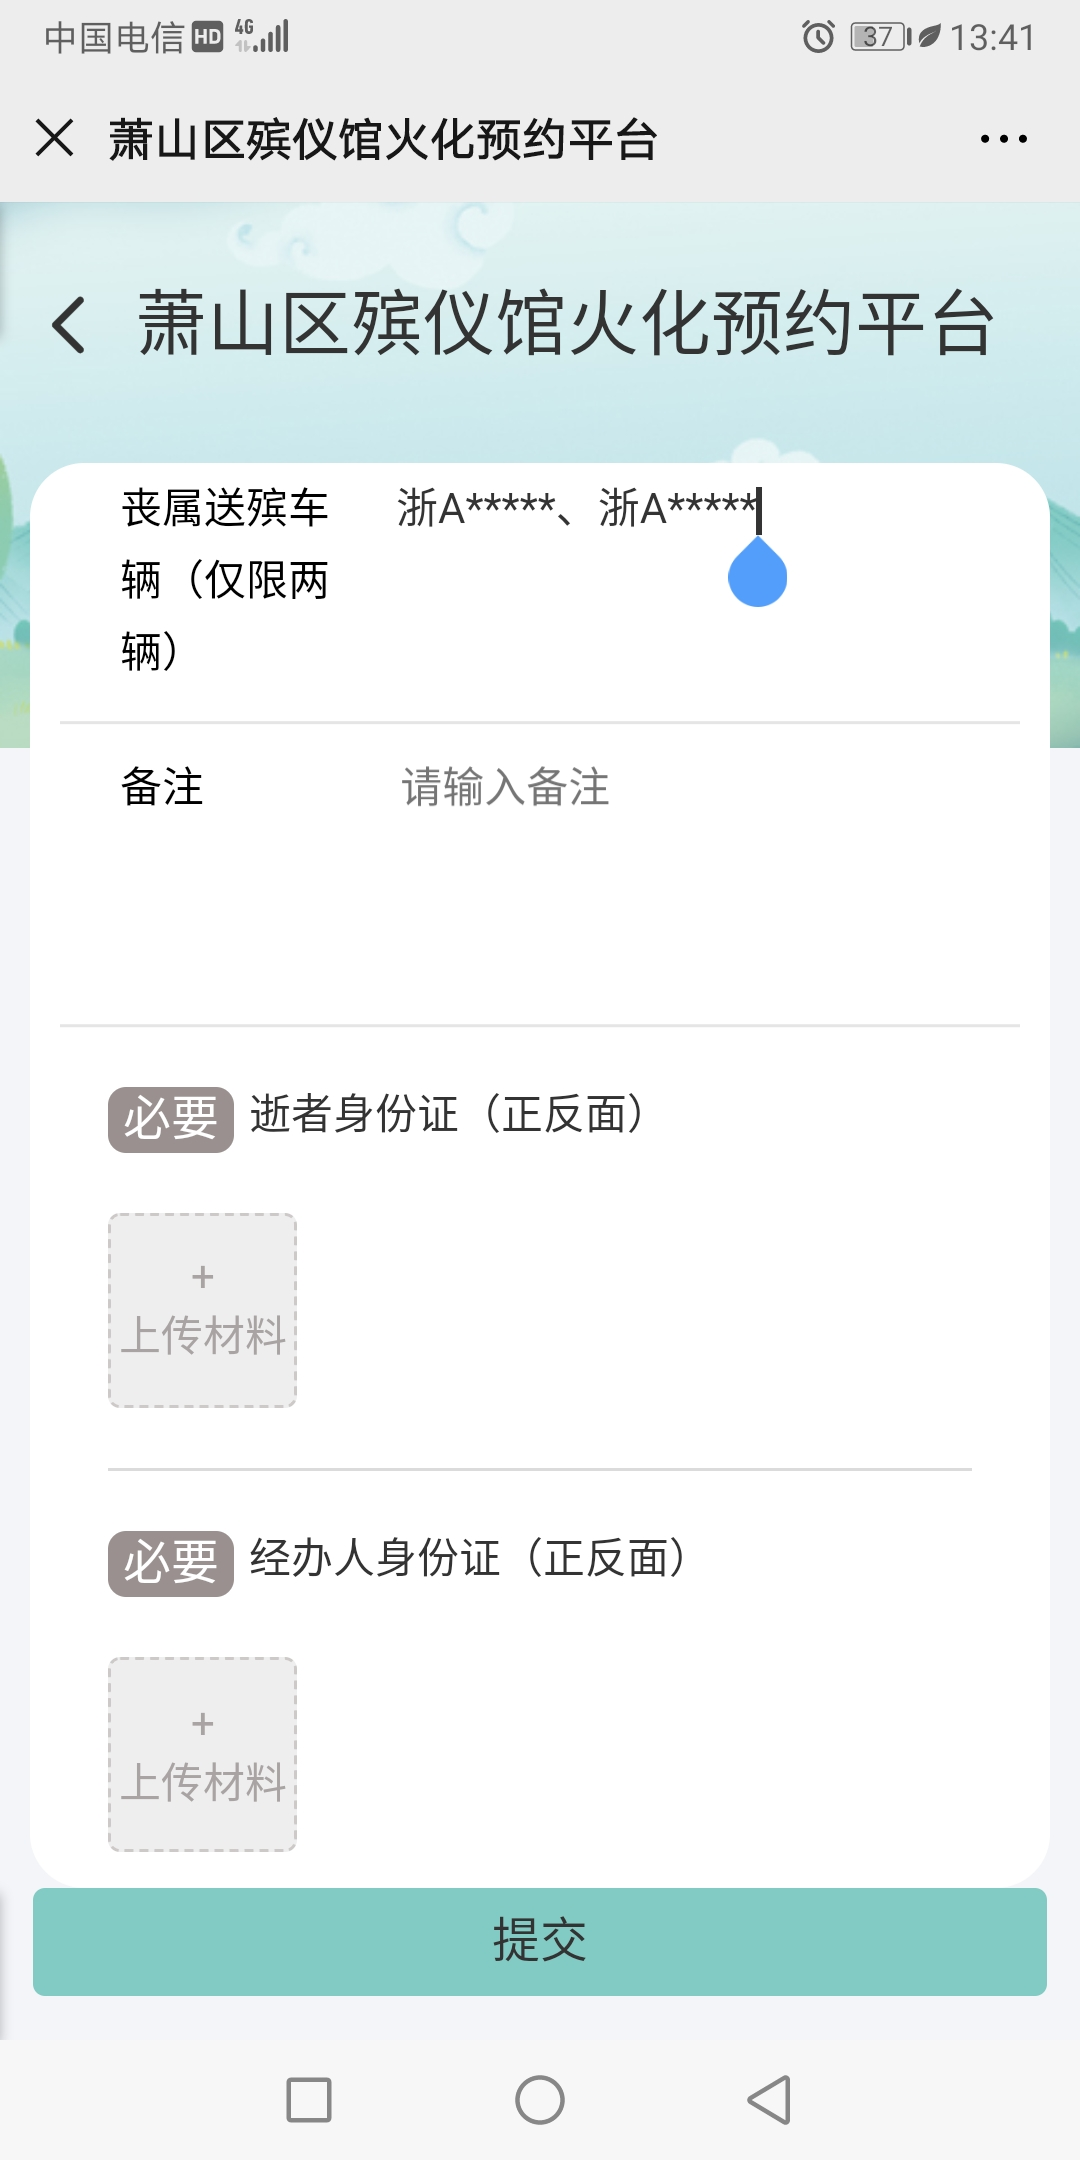 中国电信 HD 4G 37 13:41
萧山区殡仪馆火化预约平台
萧山区殡仪馆火化预约平台
丧属送殡车 浙A*****、浙A*****
辆（仅限两
辆）
备注 请输入备注
必要 逝者身份证（正反面）
+
上传材料
必要 经办人身份证（正反面）
+
上传材料
提交